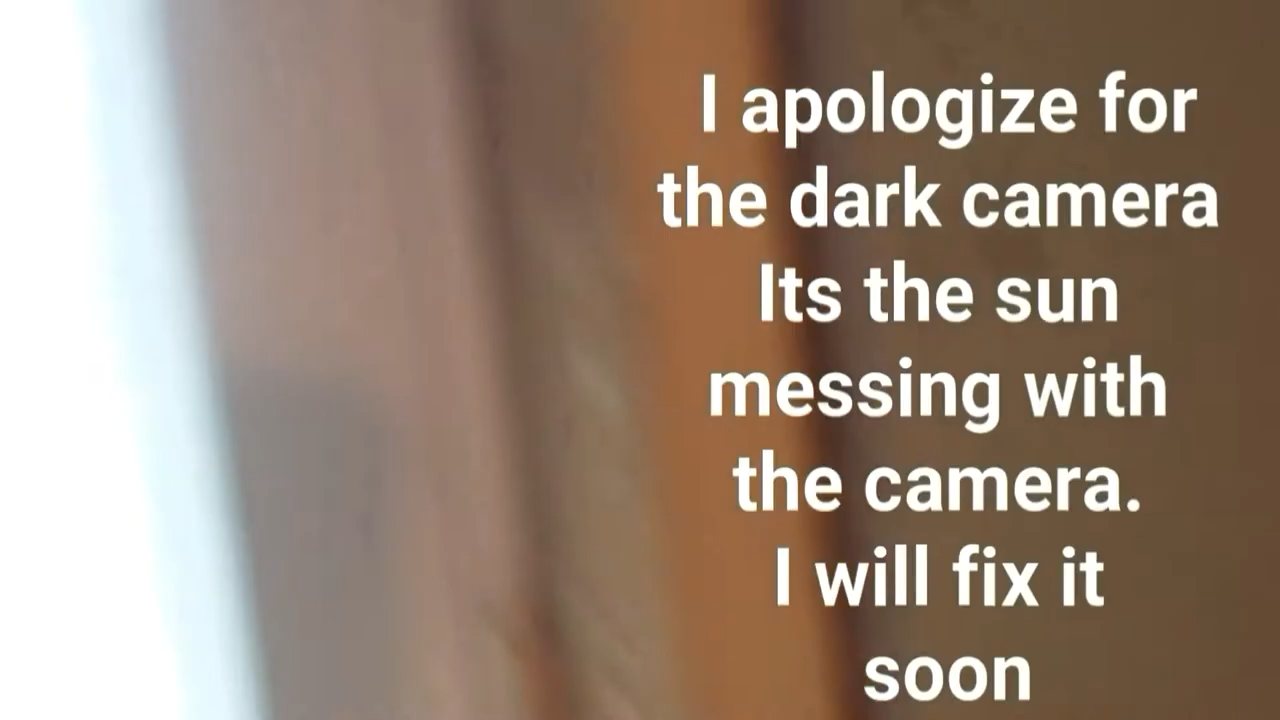 I apologize for
the dark camera
Its the sun
messing with
the camera.
I will fix it
soon